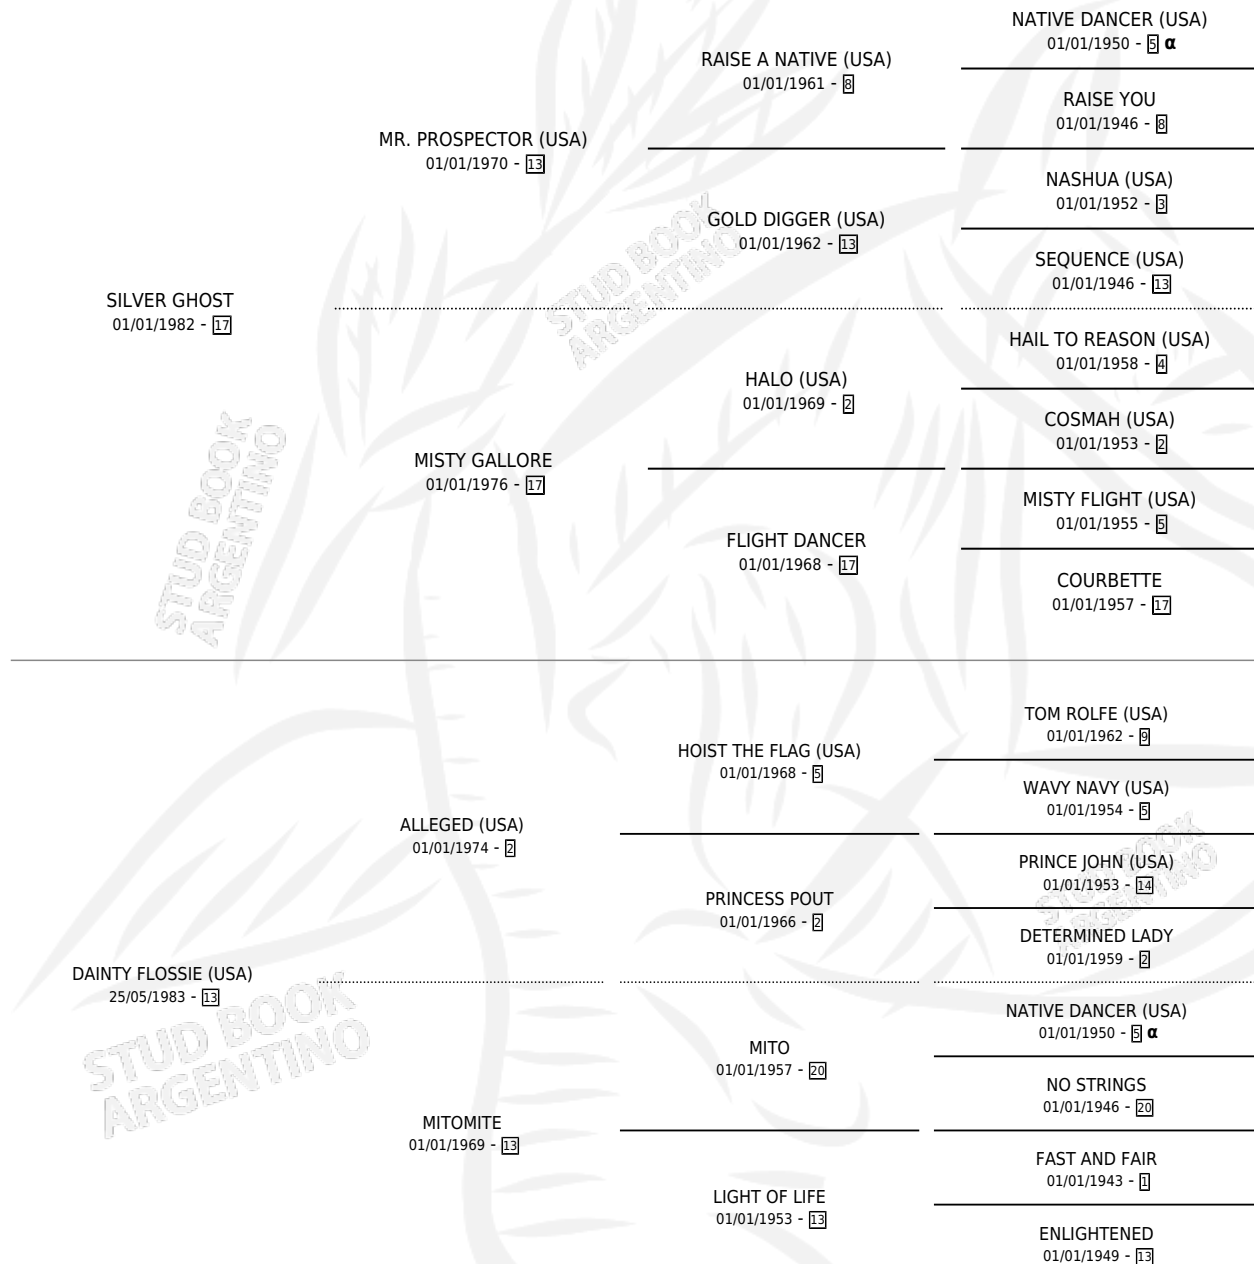 NATIVE DANCER (USA)
01/01/1950 - 5 α
RAISE A NATIVE (USA)
01/01/1961 - 8
RAISE YOU
01/01/1946 - 8
MR. PROSPECTOR (USA)
01/01/1970 - 13
NASHUA (USA)
01/01/1952 - 3
GOLD DIGGER (USA)
01/01/1962 - 13
SEQUENCE (USA)
01/01/1946 - 13
SILVER GHOST
01/01/1982 - 17
STUD BOOK
ARGENTINO
HAIL TO REASON (USA)
01/01/1958 - 4
HALO (USA)
01/01/1969 - 2
COSMAH (USA)
01/01/1953 - 2
MISTY GALLORE
01/01/1976 - 17
MISTY FLIGHT (USA)
01/01/1955 - 5
FLIGHT DANCER
01/01/1968 - 17
COURBETTE
01/01/1957 - 17
STUD BOOK
ARGENTINO
TOM ROLFE (USA)
01/01/1962 - 9
HOIST THE FLAG (USA)
01/01/1968 - 5
WAVY NAVY (USA)
01/01/1954 - 5
ALLEGED (USA)
01/01/1974 - 2
PRINCE JOHN (USA)
01/01/1953 - 14
STUD BOOK
ARGENTINO
PRINCESS POUT
01/01/1966 - 2
DETERMINED LADY
01/01/1959 - 2
DAINTY FLOSSIE (USA)
25/05/1983 - 13
STUD BOOK
ARGENTINO
NATIVE DANCER (USA)
01/01/1950 - 5 α
MITO
01/01/1957 - 20
NO STRINGS
01/01/1946 - 20
MITOMITE
01/01/1969 - 13
FAST AND FAIR
01/01/1943 - 1
LIGHT OF LIFE
01/01/1953 - 13
ENLIGHTENED
01/01/1949 - 13